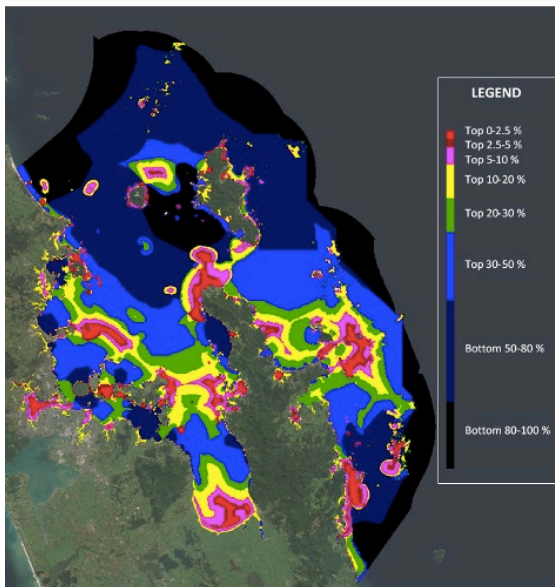 LEGEND
Top 0-2.5 %
Top 2.5-5 %
Top 5-10 %
Top 10-20 %
Top 20-30 %
Top 30-50 %
Bottom 50-80 %
Bottom 80-100 %